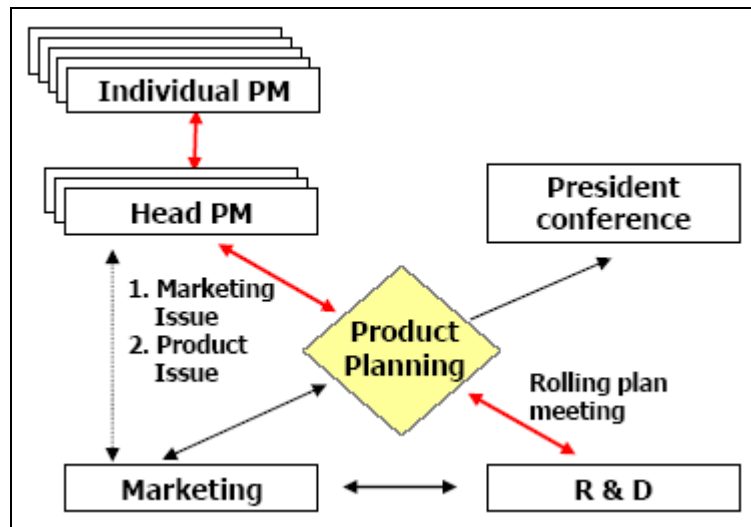 Individual PM
Head PM
President
conference
1. Marketing
Issue
2. Product
Issue
Product
Planning
Rolling plan
meeting
Marketing
R & D